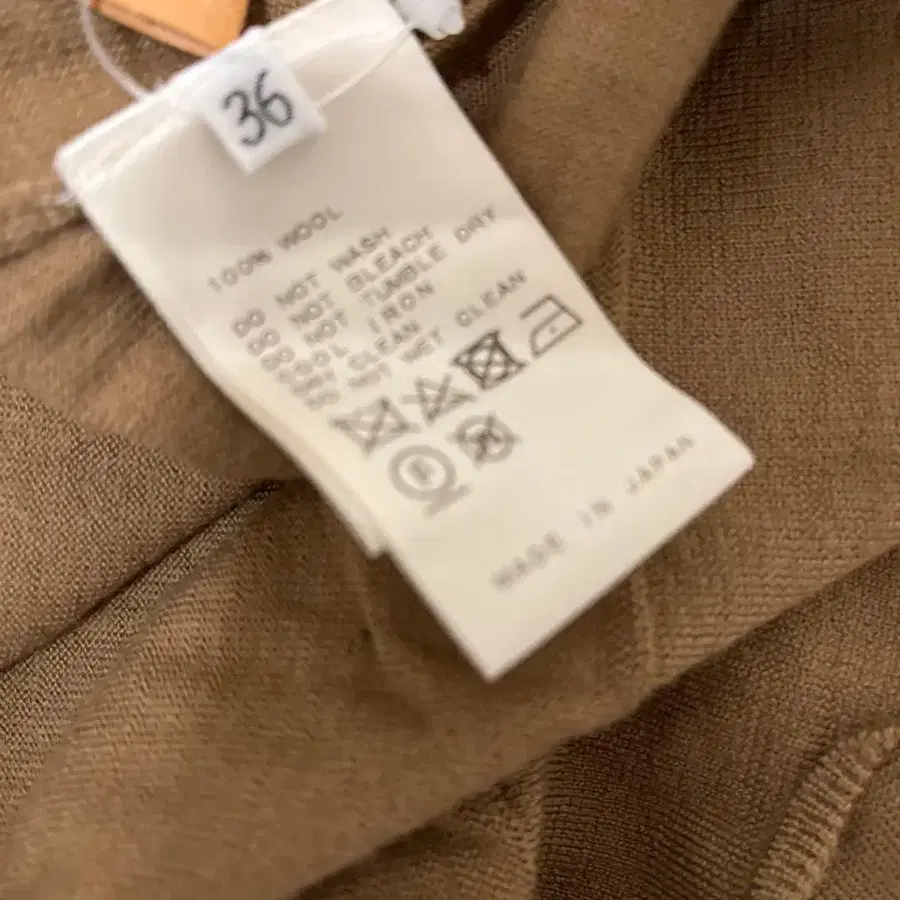 36
100% WOOL
DO NOT WASH
DO NOT BLEACH
DO NOT TUMBLE DRY
COOL IRON
DRY CLEAN
DO NOT WET CLEAN
MADE IN JAPAN